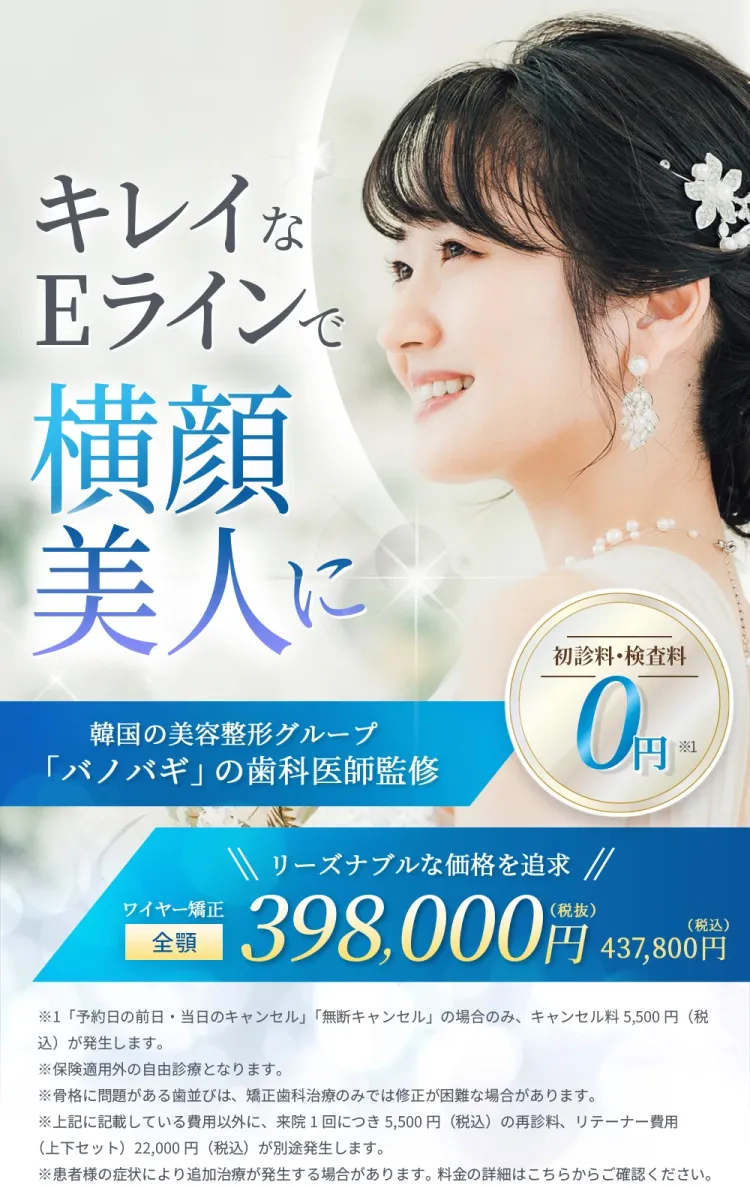 キレイな
Eラインで
横顔
美人に
初診料・検査料
0円 ※1
韓国の美容整形グループ
「バノバギ」の歯科医師監修
リーズナブルな価格を追求
ワイヤー矯正
全顎
398,000円(税抜)
437,800円(税込)
※1「予約日の前日・当日のキャンセル」「無断キャンセル」の場合のみ、キャンセル料 5,500 円（税
込）が発生します。
※保険適用外の自由診療となります。
※骨格に問題がある歯並びは、矯正歯科治療のみでは修正が困難な場合があります。
※上記に記載している費用以外に、来院 1 回につき 5,500 円（税込）の再診料、リテーナー費用
（上下セット）22,000 円（税込）が別途発生します。
※患者様の症状により追加治療が発生する場合があります。料金の詳細はこちらからご確認ください。